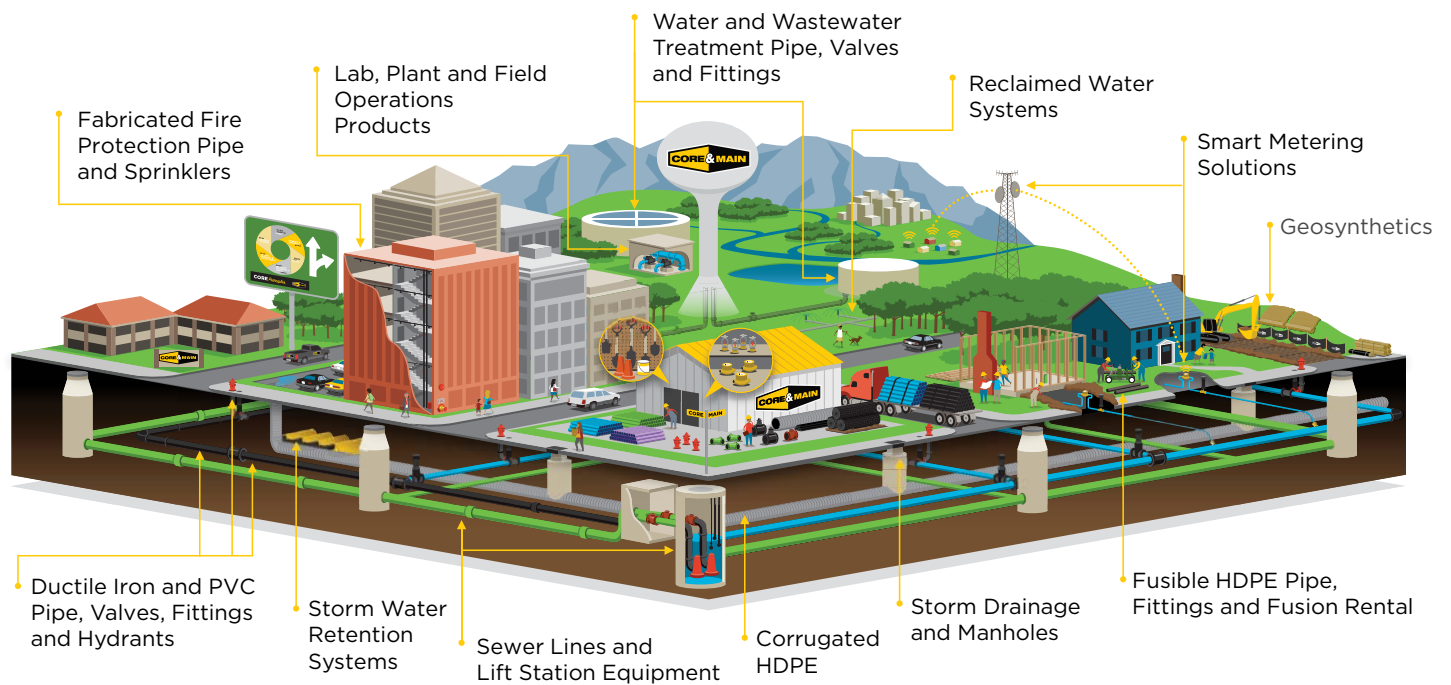 Water and Wastewater
Treatment Pipe, Valves
and Fittings
Lab, Plant and Field
Operations
Products
Reclaimed Water
Systems
Fabricated Fire
Protection Pipe
and Sprinklers
Smart Metering
Solutions
CORE & MAIN
Geosynthetics
CORE
CORE & MAIN
CORE & MAIN
CORE & MAIN
Ductile Iron and PVC
Pipe, Valves, Fittings
and Hydrants
Storm Water
Retention
Systems
Sewer Lines and
Lift Station Equipment
Corrugated
HDPE
Storm Drainage
and Manholes
Fusible HDPE Pipe,
Fittings and Fusion Rental